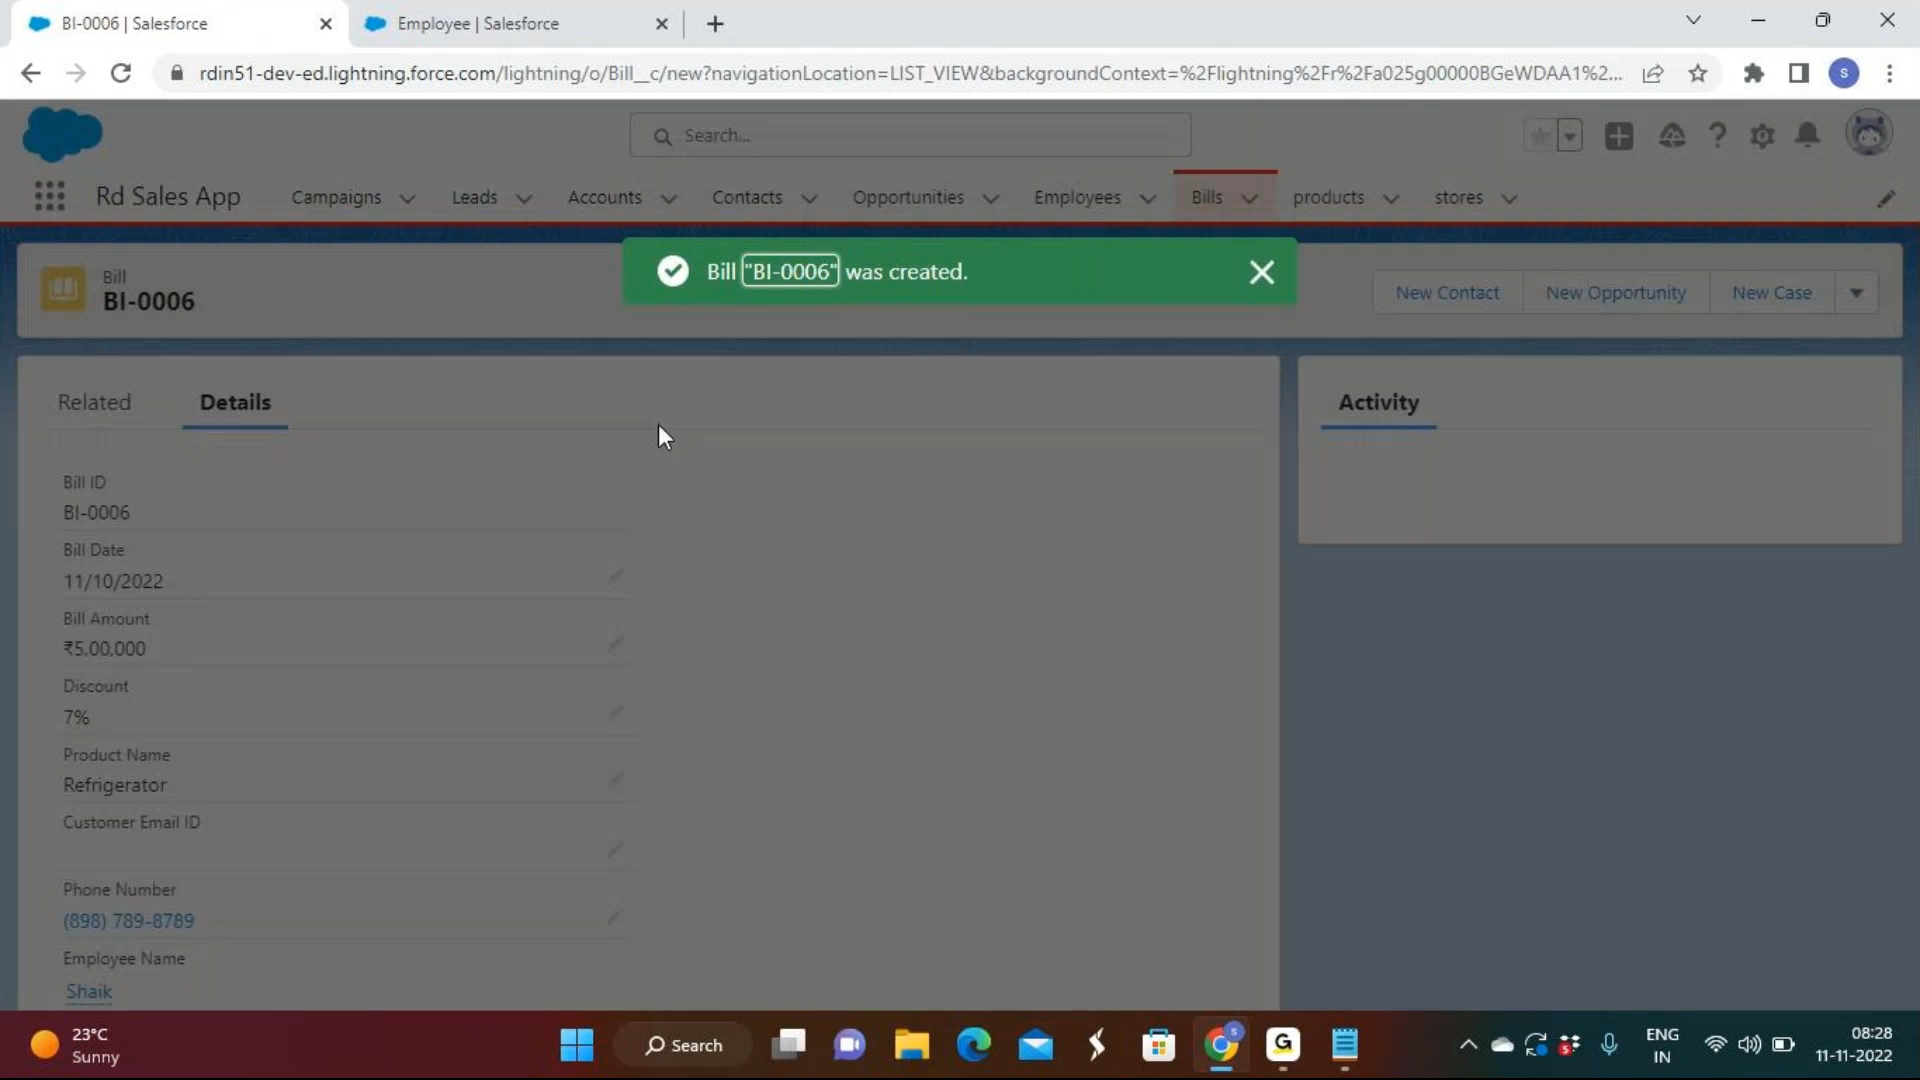 BI-0006 | Salesforce
Employee | Salesforce
rdin51-dev-ed.lightning.force.com/lightning/o/Bill__c/new?navigationLocation=LIST_VIEW&backgroundContext=%2Flightning%2Fr%2Fa025g00000BGeWDAA1%2...
S
Search...
Rd Sales App
Campaigns
Leads
Accounts
Contacts
Opportunities
Employees
Bills
products
stores
Bill
BI-0006
Bill "BI-0006" was created.
New Contact
New Opportunity
New Case
Related
Details
Activity
Bill ID
BI-0006
Bill Date
11/10/2022
Bill Amount
₹5,00,000
Discount
7%
Product Name
Refrigerator
Customer Email ID
Phone Number
(898) 789-8789
Employee Name
Shaik
23°C
Sunny
Search
S
G
S
ENG
IN
08:28
11-11-2022